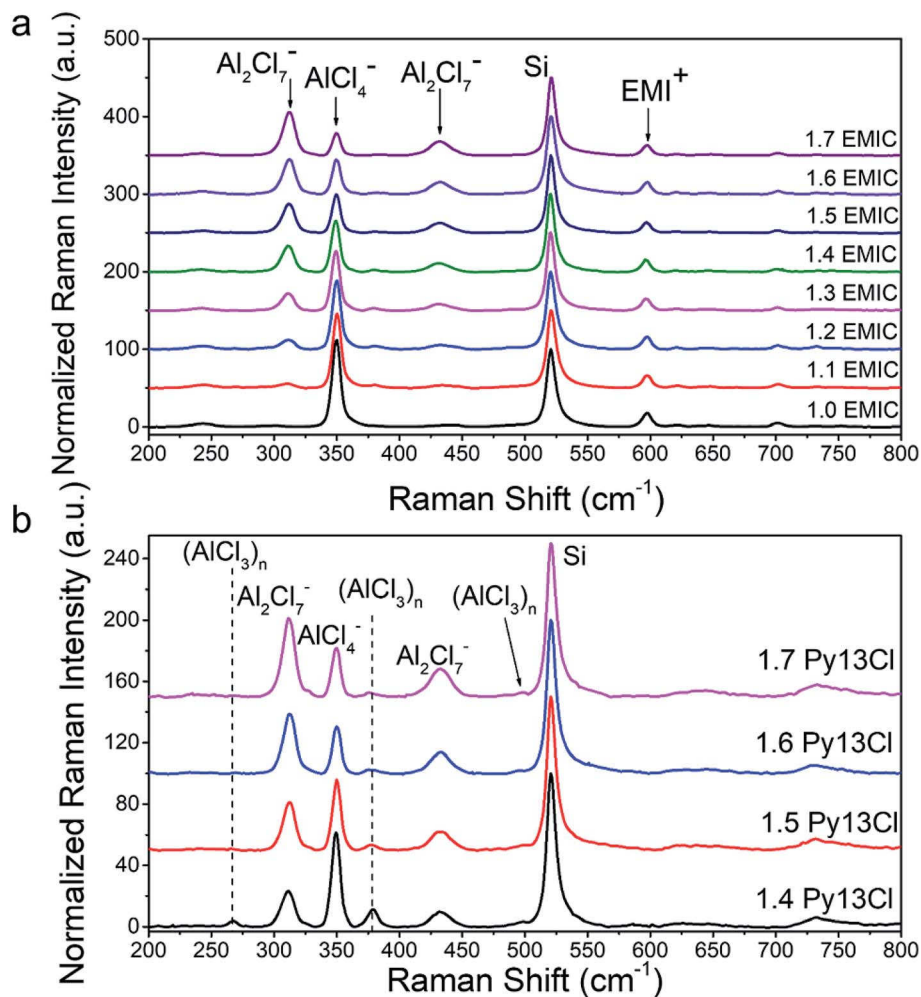 a
Normalized Raman Intensity (a.u.)
500
400
300
200
100
0
Al₂Cl₇⁻
AlCl₄⁻
Al₂Cl₇⁻
Si
EMI⁺
1.7 EMIC
1.6 EMIC
1.5 EMIC
1.4 EMIC
1.3 EMIC
1.2 EMIC
1.1 EMIC
1.0 EMIC
200 250 300 350 400 450 500 550 600 650 700 750 800
Raman Shift (cm⁻¹)
b
Normalized Raman Intensity (a.u.)
240
200
160
120
80
40
0
(AlCl₃)ₙ
Al₂Cl₇⁻
AlCl₄⁻
(AlCl₃)ₙ
Al₂Cl₇⁻
(AlCl₃)ₙ
Si
1.7 Py13Cl
1.6 Py13Cl
1.5 Py13Cl
1.4 Py13Cl
200 250 300 350 400 450 500 550 600 650 700 750 800
Raman Shift (cm⁻¹)